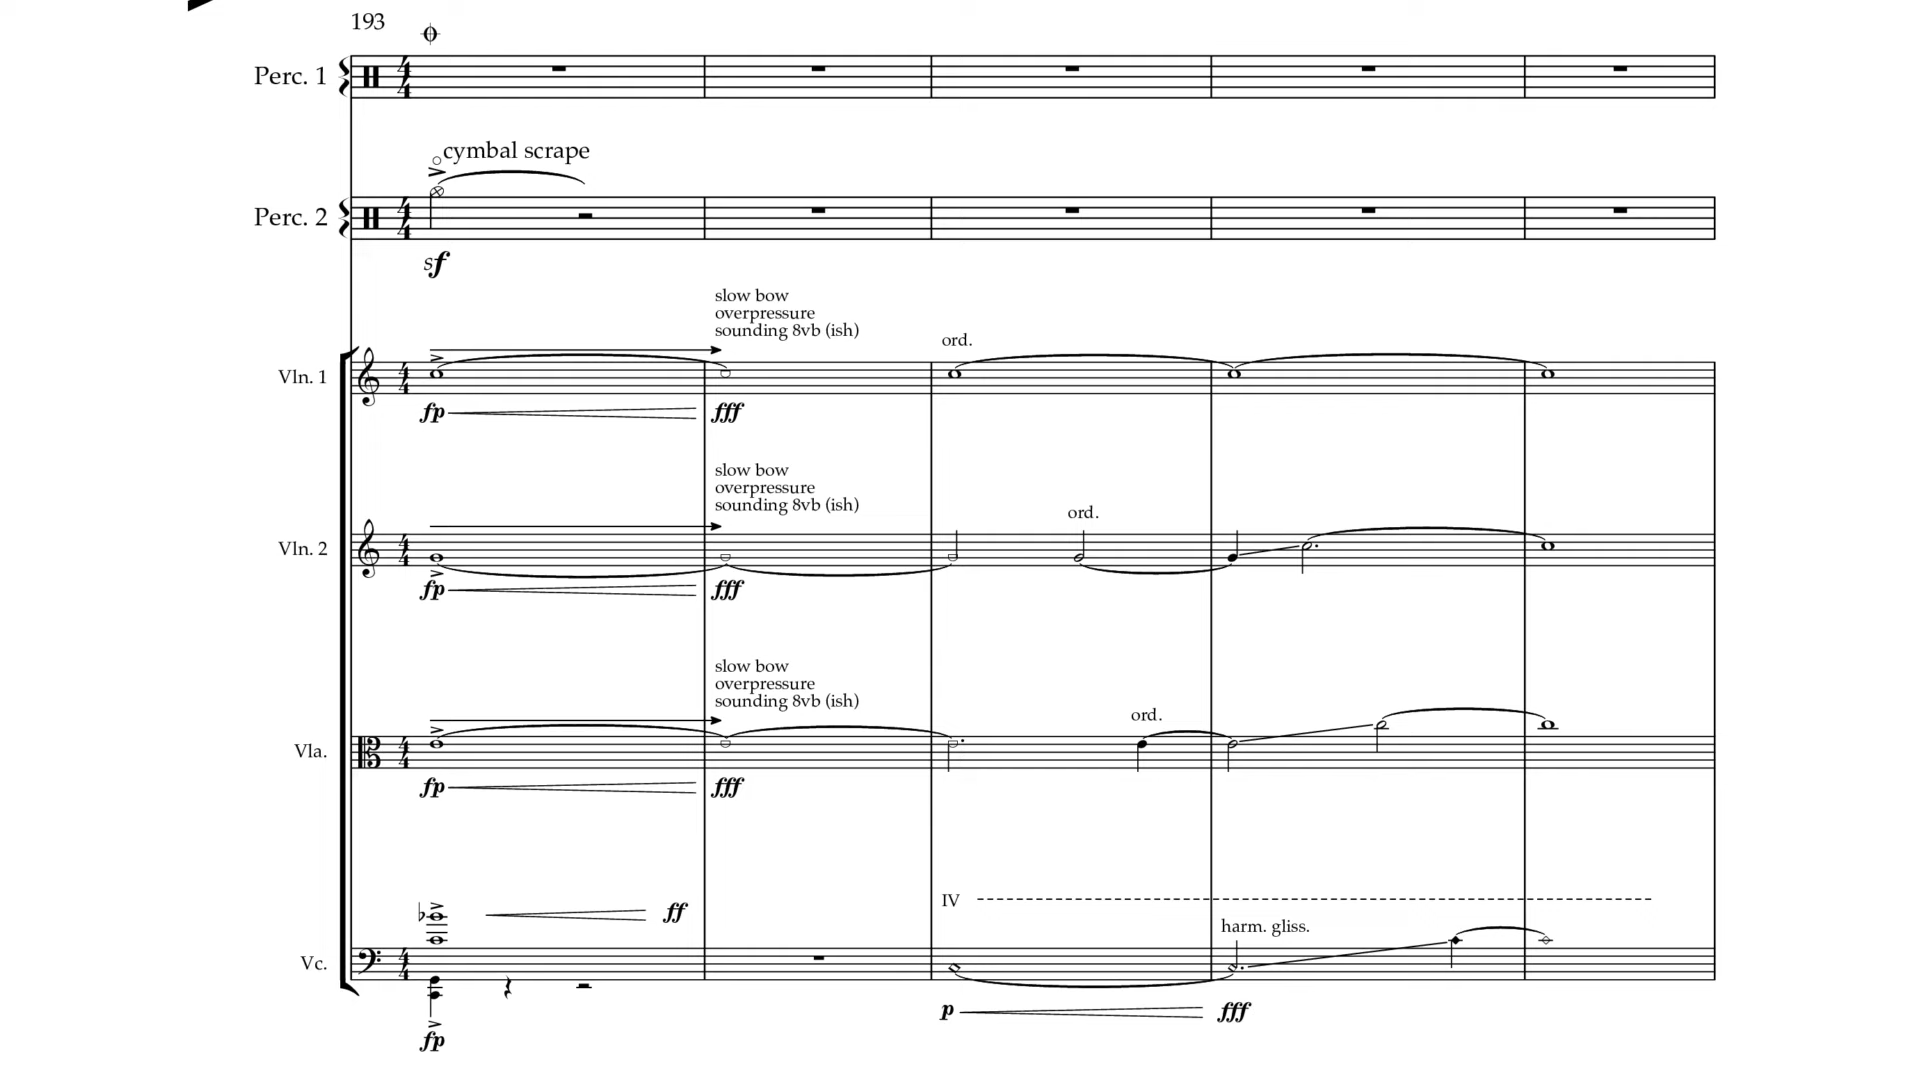 193
Perc. 1
cymbal scrape
Perc. 2
sf
slow bow
overpressure
sounding 8vb (ish)
ord.
Vln. 1
fp
fff
slow bow
overpressure
sounding 8vb (ish)
ord.
Vln. 2
fp
fff
slow bow
overpressure
sounding 8vb (ish)
ord.
Vla.
fp
fff
IV
ff
harm. gliss.
Vc.
p
fff
fp